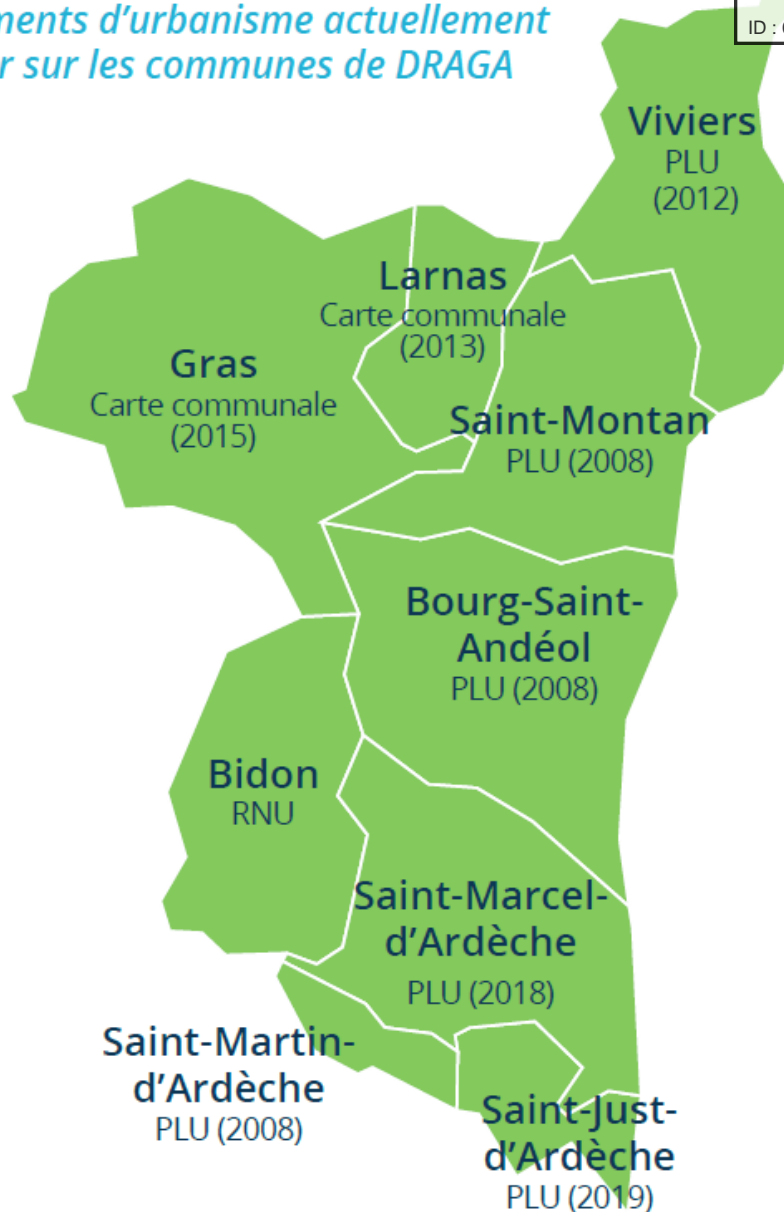 d'urbanisme actuellement
sur les communes de DRAGA
ID :
Viviers
PLU
(2012)
Larnas
Carte communale
(2013)
Gras
Carte communale
(2015)
Saint-Montan
PLU (2008)
Bourg-Saint-
Andéol
PLU (2008)
Bidon
RNU
Saint-Marcel-
d'Ardèche
PLU (2018)
Saint-Martin-
d'Ardèche
PLU (2008)
Saint-Just-
d'Ardèche
PLU (2019)